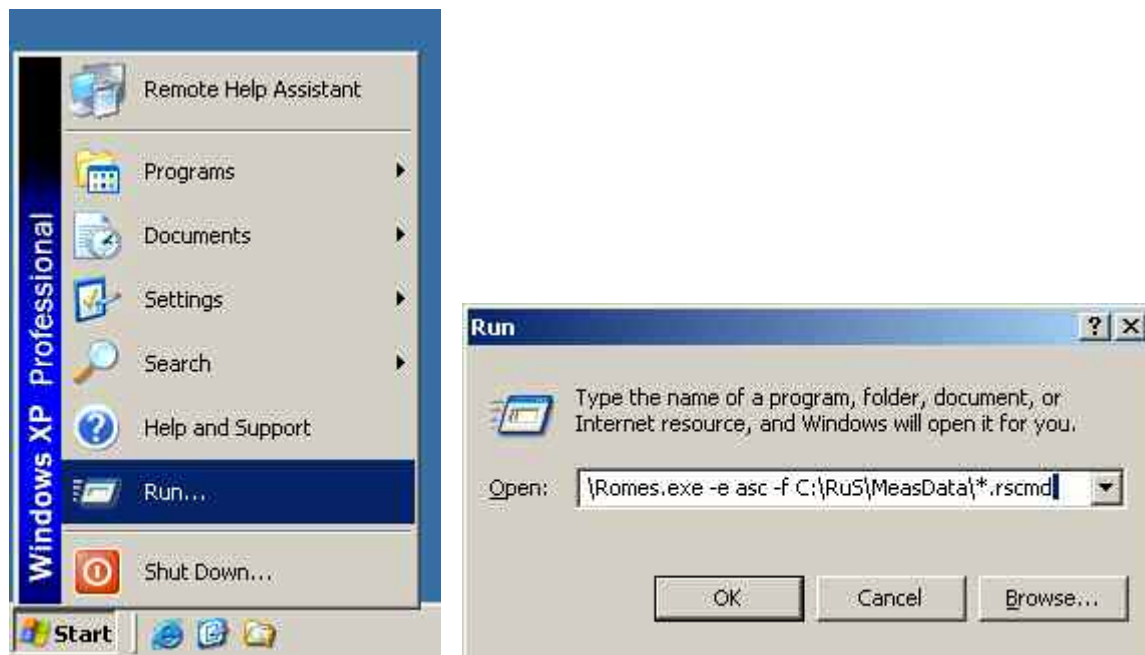 Remote Help Assistant
Programs
Documents
Settings
Search
Help and Support
Run...
Shut Down...
Windows XP Professional
Start
Run
Type the name of a program, folder, document, or
Internet resource, and Windows will open it for you.
Open: \Romes.exe -e asc -f C:\RuS\MeasData\*.rscmd
OK Cancel Browse...